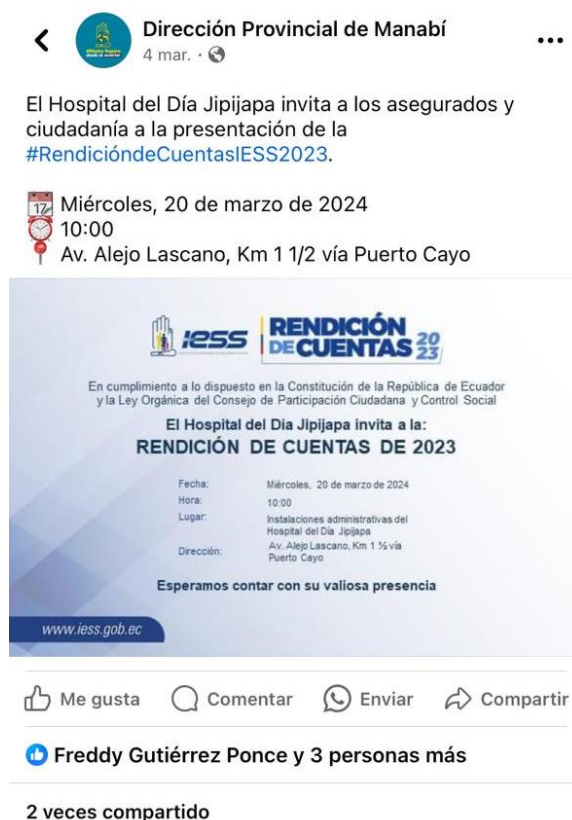 Dirección Provincial de Manabí
4 mar. ·
El Hospital del Día Jipijapa invita a los asegurados y
ciudadanía a la presentación de la
#RendicióndeCuentasIESS2023.
17 Miércoles, 20 de marzo de 2024
10:00
Av. Alejo Lascano, Km 1 1/2 vía Puerto Cayo
IESS RENDICIÓN
DE CUENTAS 2023
En cumplimiento a lo dispuesto en la Constitución de la República de Ecuador
y la Ley Orgánica del Consejo de Participación Ciudadana y Control Social
El Hospital del Día Jipijapa invita a la:
RENDICIÓN DE CUENTAS DE 2023
Fecha: Miércoles, 20 de marzo de 2024
Hora: 10:00
Lugar: Instalaciones administrativas del
Hospital del Día Jipijapa
Dirección: Av. Alejo Lascano, Km 1 ½ vía
Puerto Cayo
Esperamos contar con su valiosa presencia
www.iess.gob.ec
Me gusta Comentar Enviar Compartir
Freddy Gutiérrez Ponce y 3 personas más
2 veces compartido